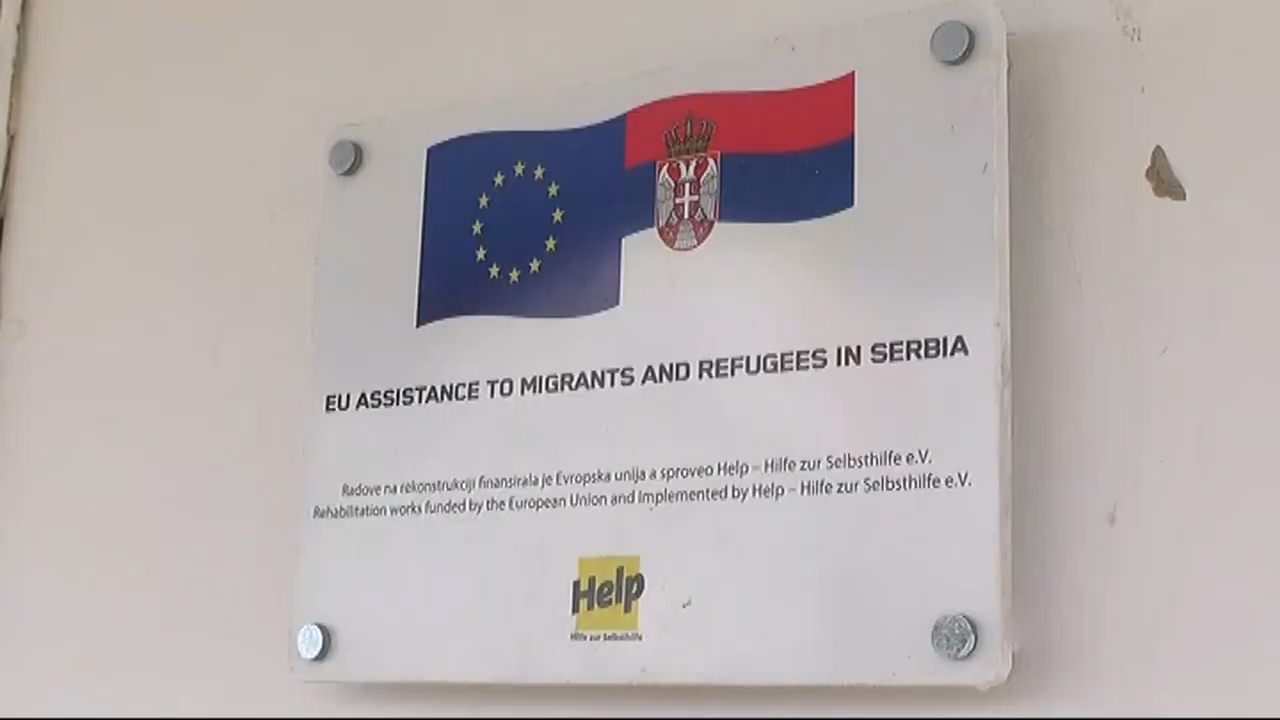 EU ASSISTANCE TO MIGRANTS AND REFUGEES IN SERBIA
Radove na rekonstrukciji finansirala je Evropska unija a sproveo Help – Hilfe zur Selbsthilfe e.V.
Rehabilitation works funded by the European Union and implemented by Help – Hilfe zur Selbsthilfe e.V.
Help
Hilfe zur Selbsthilfe